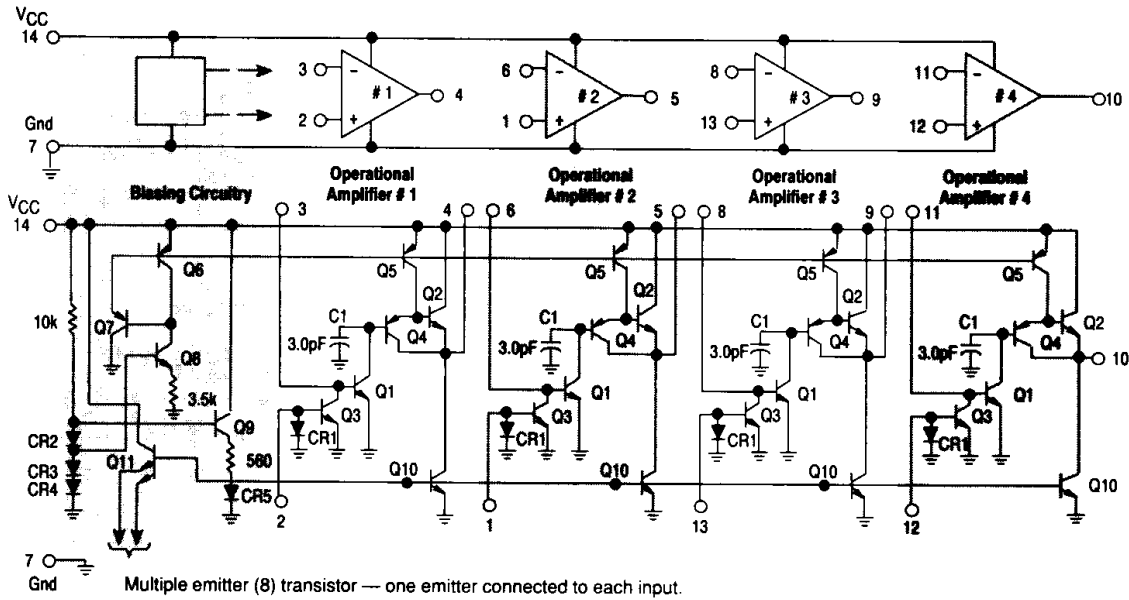 VCC
14
3
2
# 1
4
6
1
# 2
5
8
13
# 3
9
11
12
# 4
10
Gnd
7
Biasing Circuitry
Operational
Amplifier # 1
Operational
Amplifier # 2
Operational
Amplifier # 3
Operational
Amplifier # 4
VCC
14
3
4
6
5
8
9
11
Q6
Q5
Q5
Q5
Q5
10k
Q7
Q8
3.5k
Q9
560
CR2
CR3
CR4
Q11
CR5
C1
3.0pF
Q2
Q4
Q1
Q3
CR1
Q10
2
C1
3.0pF
Q2
Q4
Q1
Q3
CR1
Q10
1
C1
3.0pF
Q2
Q4
Q1
Q3
CR1
Q10
13
C1
3.0pF
Q2
Q4
10
Q1
Q3
CR1
Q10
12
7
Gnd
Multiple emitter (8) transistor — one emitter connected to each input.